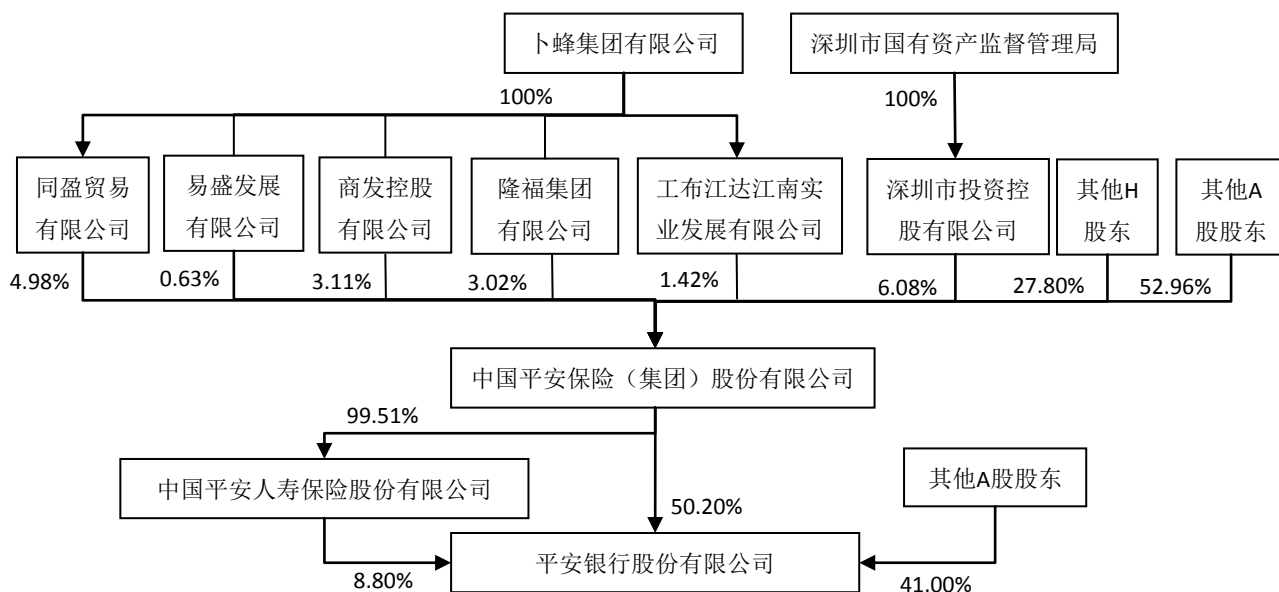 卜蜂集团有限公司
深圳市国有资产监督管理局
100%
100%
同盈贸易
有限公司
易盛发展
有限公司
商发控股
有限公司
隆福集团
有限公司
工布江达江南实
业发展有限公司
深圳市投资控
股有限公司
其他H
股东
其他A
股股东
4.98%
0.63%
3.11%
3.02%
1.42%
6.08%
27.80%
52.96%
中国平安保险（集团）股份有限公司
99.51%
中国平安人寿保险股份有限公司
其他A股股东
50.20%
平安银行股份有限公司
8.80%
41.00%